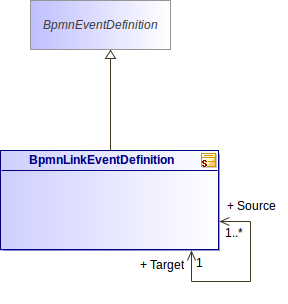 BpmnEventDefinition
BpmnLinkEventDefinition
S
+ Source
1..*
+ Target
1